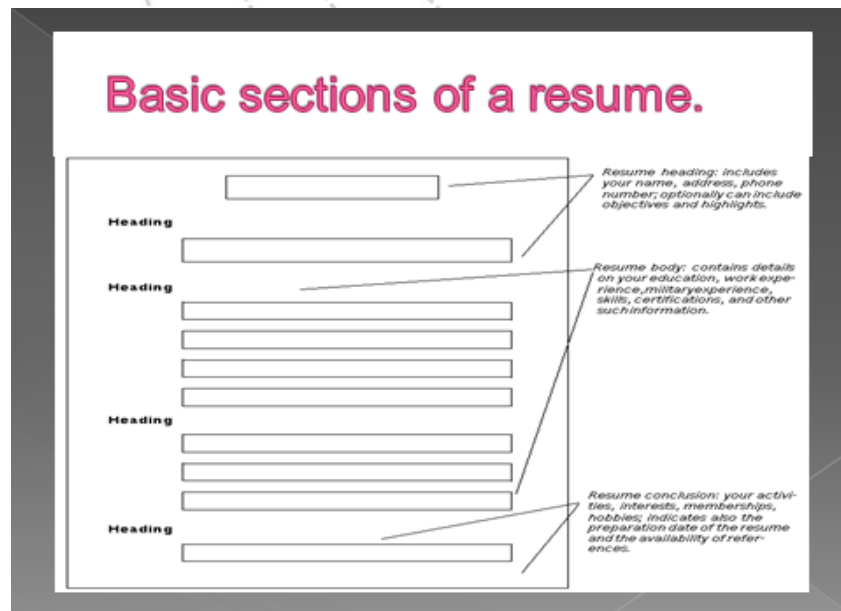 Basic sections of a resume.
Resume heading: includes
your name, address, phone
number; optionally can include
objectives and highlights.
Heading
Resume body: contains details
on your education, work expe-
rience,militaryexperience,
skills, certifications, and other
suchinformation.
Heading
Heading
Resume conclusion: your activi-
ties, interests, memberships,
hobbies; indicates also the
preparation date of the resume
and the availability of refer-
ences.
Heading